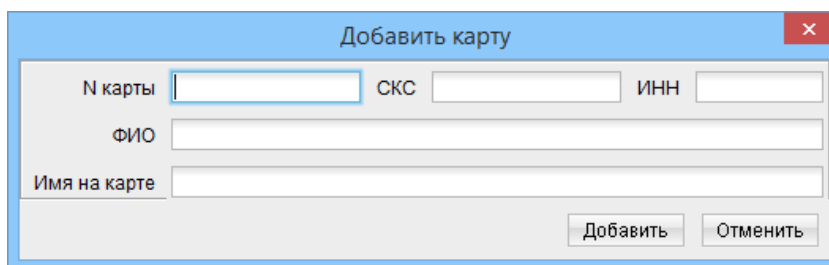 Добавить карту
N карты СКС ИНН
ФИО
Имя на карте
Добавить Отменить